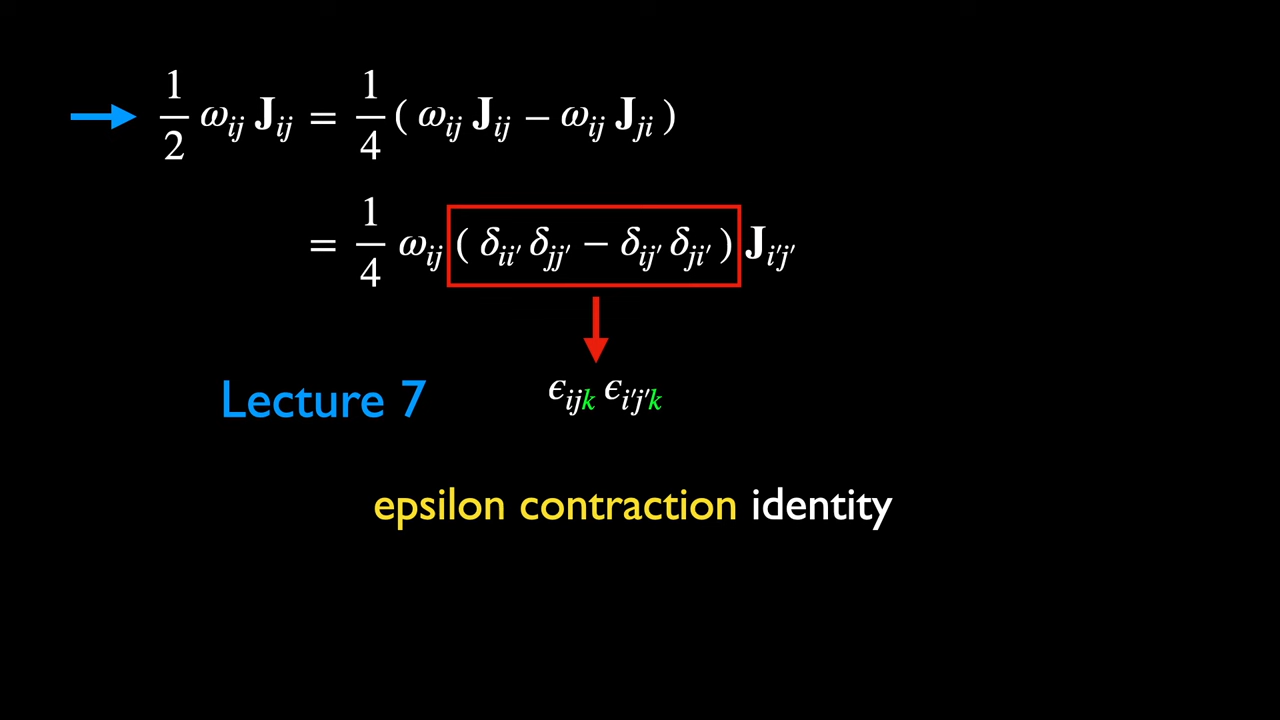 1/2 ω_ij J_ij = 1/4 ( ω_ij J_ij − ω_ij J_ji )
= 1/4 ω_ij ( δ_ii′ δ_jj′ − δ_ij′ δ_ji′ ) J_i′j′
Lecture 7 ϵ_ijk ϵ_i′j′k
epsilon contraction identity